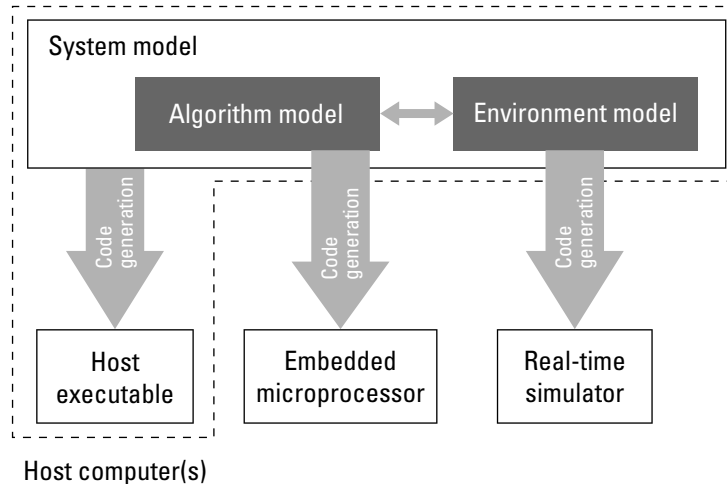 System model
Algorithm model
Environment model
Code
generation
Code
generation
Code
generation
Host
executable
Embedded
microprocessor
Real-time
simulator
Host computer(s)